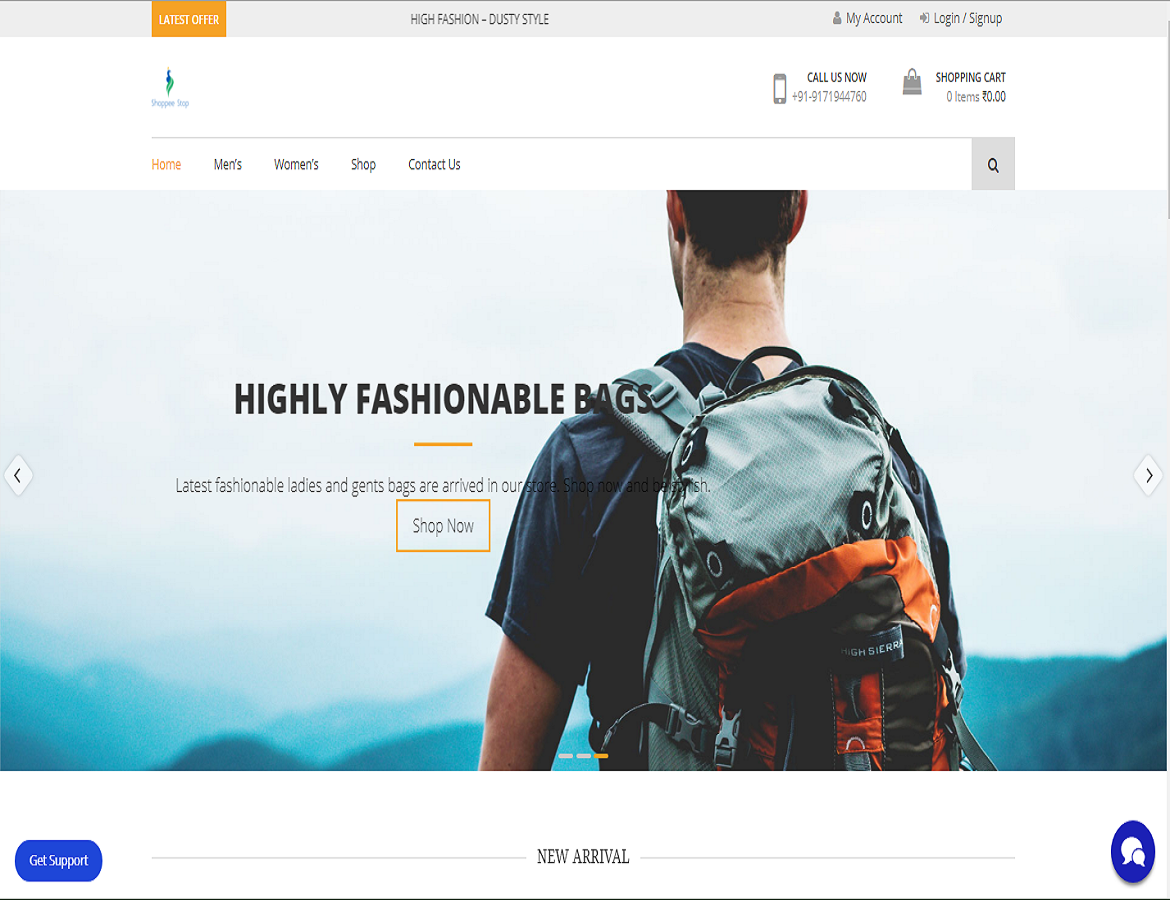 LATEST OFFER
HIGH FASHION – DUSTY STYLE
My Account
Login / Signup
Shoppee Stop
CALL US NOW
+91-9171944760
SHOPPING CART
0 Items ₹0.00
Home
Men's
Women's
Shop
Contact Us
HIGHLY FASHIONABLE BAGS
Latest fashionable ladies and gents bags are arrived in our store. Shop now and be stylish.
Shop Now
HIGH SIERRA
NEW ARRIVAL
Get Support